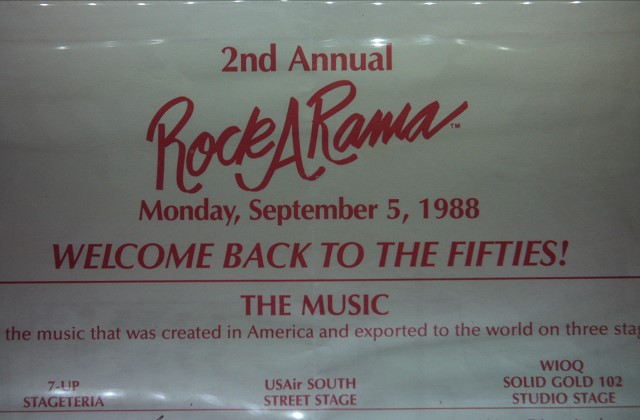 2nd Annual
RockARama™
Monday, September 5, 1988
WELCOME BACK TO THE FIFTIES!
THE MUSIC
the music that was created in America and exported to the world on three
7-UP
STAGETERIA
USAir SOUTH
STREET STAGE
WIOQ
SOLID GOLD 102
STUDIO STAGE